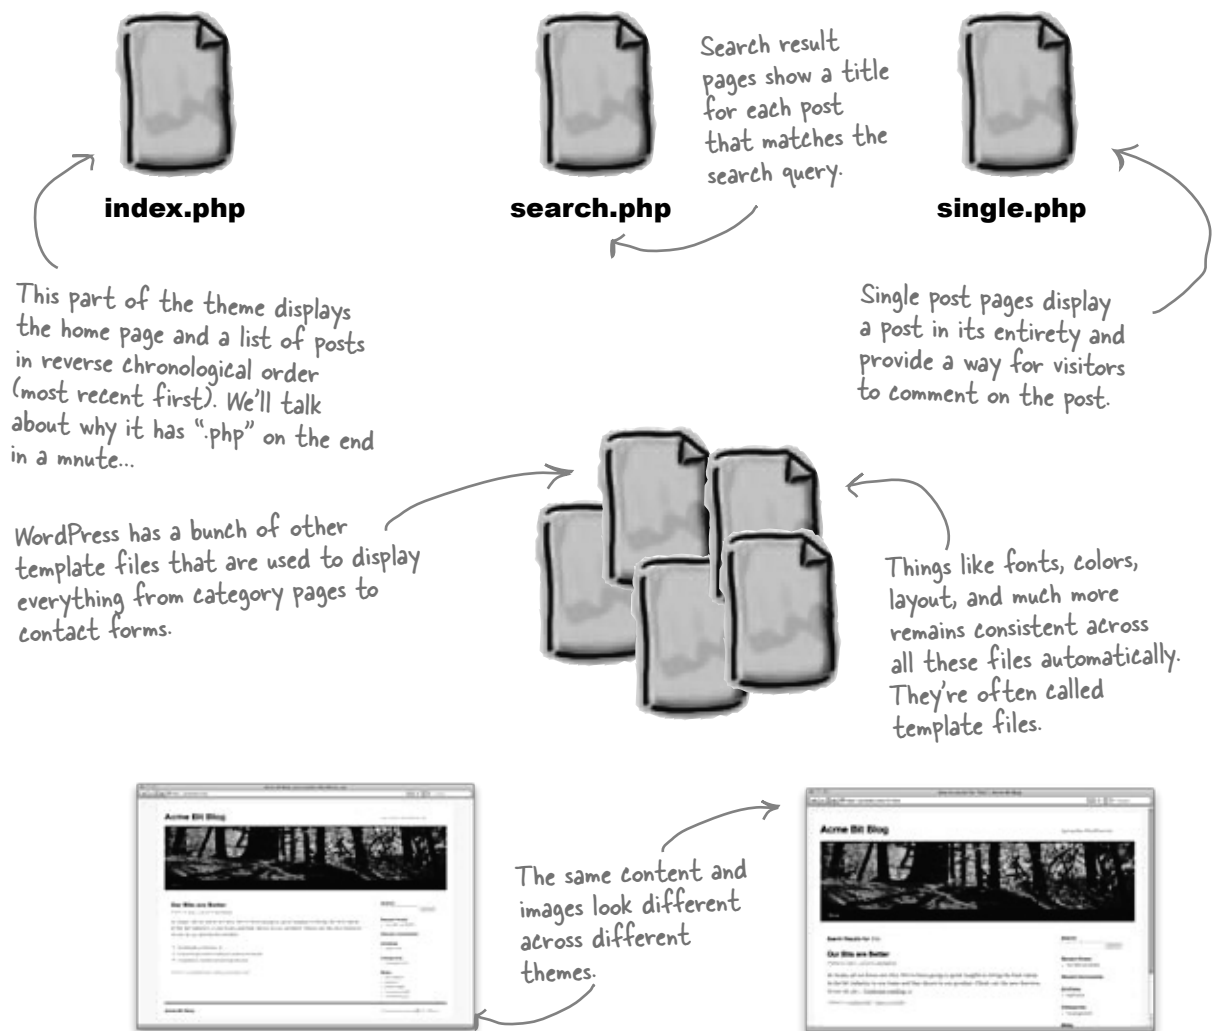 Search result
pages show a title
for each post
that matches the
search query.
index.php
search.php
single.php
This part of the theme displays
the home page and a list of posts
in reverse chronological order
(most recent first). We'll talk
about why it has ".php" on the end
in a mnute...
Single post pages display
a post in its entirety and
provide a way for visitors
to comment on the post.
WordPress has a bunch of other
template files that are used to display
everything from category pages to
contact forms.
Things like fonts, colors,
layout, and much more
remains consistent across
all these files automatically.
They're often called
template files.
Acme Bit Blog
Our Bits are Better
The same content and
images look different
across different
themes.
Acme Bit Blog
Our Bits are Better